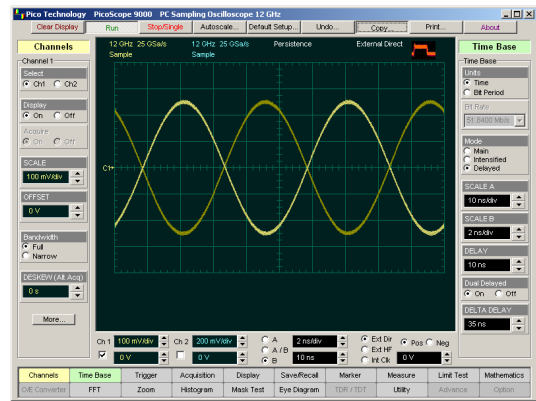 Pico Technology PicoScope 9000 PC Sampling Oscilloscope 12 GHz
Clear Display Run Stop/Single Autoscale... Default Setup... Undo... Copy... Print... About
Channels
Channel 1
Select
Ch1 Ch2
Display
On Off
Acquire
On Off
SCALE
100 mV/div
OFFSET
0 V
Bandwidth
Full
Narrow
DESKEW (Alt Acq)
0 s
More...
12 GHz 25 GSa/s
Sample
12 GHz 25 GSa/s
Sample
Persistence
External Direct
C1
Time Base
Time Base
Units
Time
Bit Period
Bit Rate
Mode
Main
Intensified
Delayed
SCALE A
10 ns/div
SCALE B
2 ns/div
DELAY
10 ns
Dual Delayed
On Off
DELTA DELAY
35 ns
Ch 1 100 mV/div Ch 2 200 mV/div A 2 ns/div Ext Dir Pos Neg
A / B Ext HF
0 V 0 V B 10 ns Int Clk 0 V
Channels Time Base Trigger Acquisition Display Save/Recall Marker Measure Limit Test Mathematics
O/E Converter FFT Zoom Histogram Mask Test Eye Diagram TDR / TDT Utility Advance Option